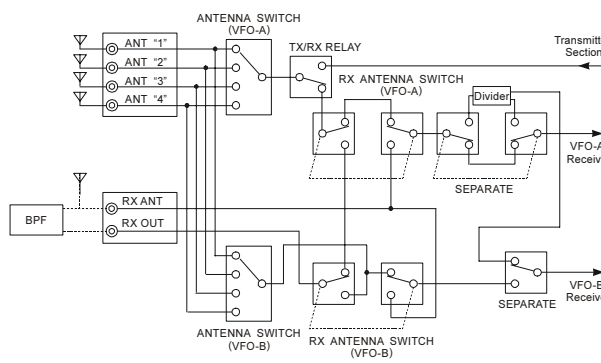 ANTENNA SWITCH
(VFO-A)
ANT “1”
ANT “2”
ANT “3”
ANT “4”
TX/RX RELAY
Transmitt
Section
RX ANTENNA SWITCH
(VFO-A)
Divider
VFO-A
Receive
SEPARATE
RX ANT
RX OUT
BPF
VFO-B
Receive
SEPARATE
ANTENNA SWITCH
(VFO-B)
RX ANTENNA SWITCH
(VFO-B)